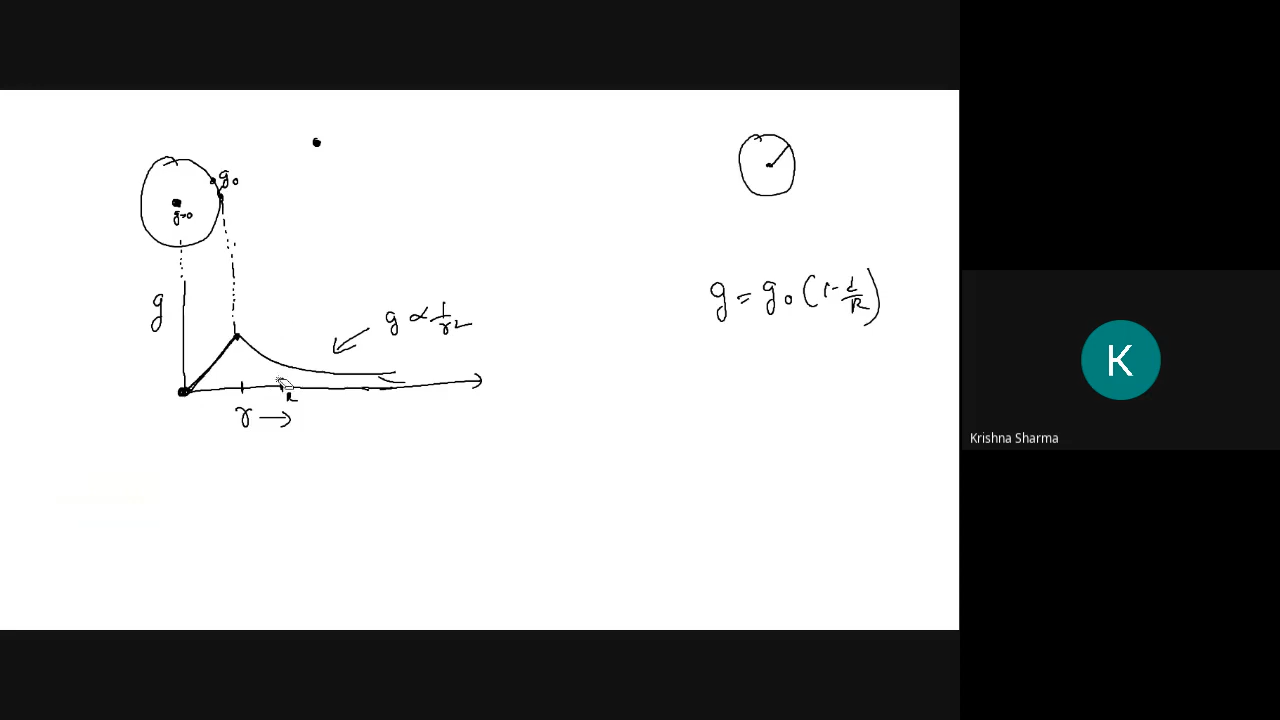 g₀
g=0
g
g ∝ 1/r²
R
r →
g = g₀ (1 - d/R)
K
Krishna Sharma